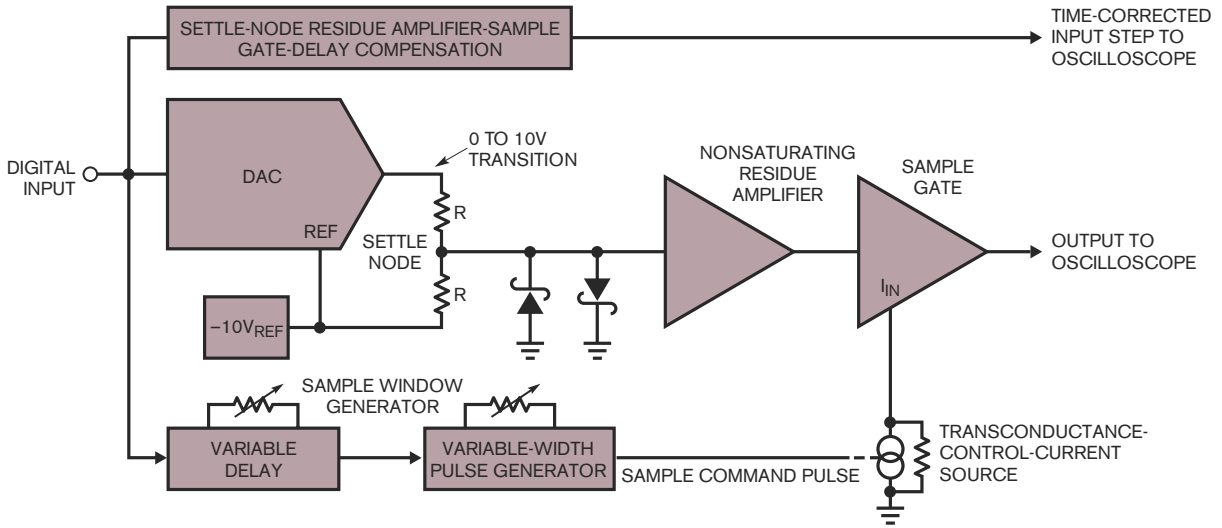 SETTLE-NODE RESIDUE AMPLIFIER-SAMPLE
GATE-DELAY COMPENSATION
TIME-CORRECTED
INPUT STEP TO
OSCILLOSCOPE
DIGITAL
INPUT
DAC
REF
0 TO 10V
TRANSITION
R
SETTLE
NODE
R
–10VREF
NONSATURATING
RESIDUE
AMPLIFIER
SAMPLE
GATE
IIN
OUTPUT TO
OSCILLOSCOPE
SAMPLE WINDOW
GENERATOR
VARIABLE
DELAY
VARIABLE-WIDTH
PULSE GENERATOR
SAMPLE COMMAND PULSE
TRANSCONDUCTANCE-
CONTROL-CURRENT
SOURCE